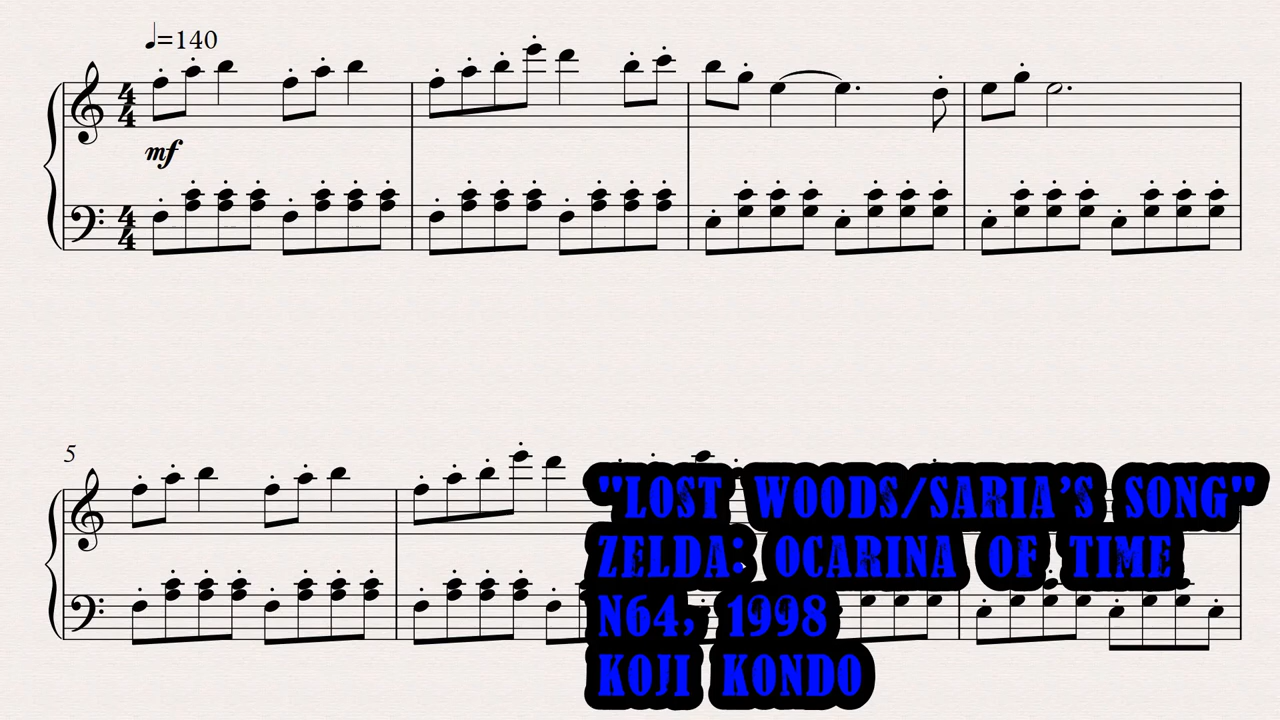 ♩=140
mf
5
"LOST WOODS/SARIA'S SONG"
ZELDA: OCARINA OF TIME
N64, 1998
KOJI KONDO